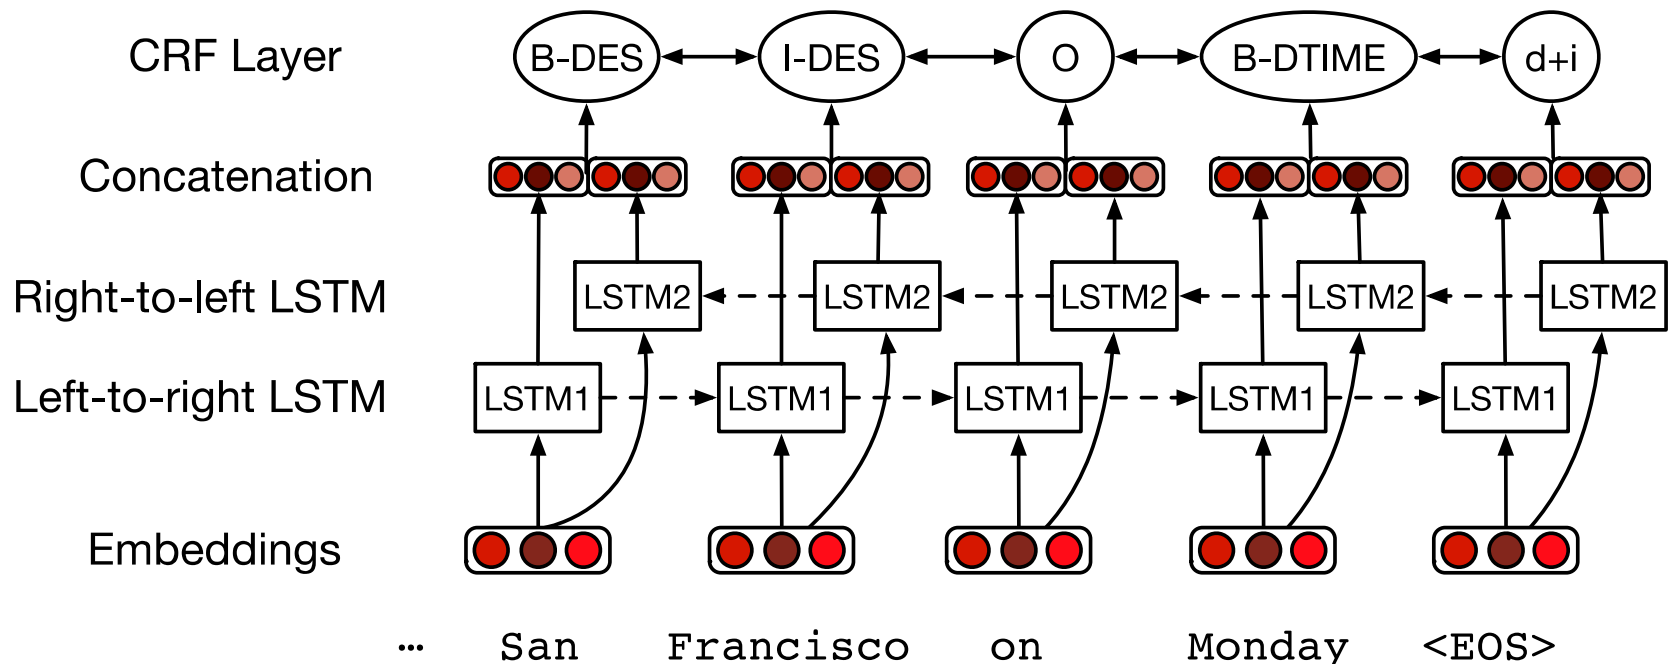 CRF Layer B-DES I-DES O B-DTIME d+i
Concatenation
Right-to-left LSTM LSTM2 LSTM2 LSTM2 LSTM2 LSTM2
Left-to-right LSTM LSTM1 LSTM1 LSTM1 LSTM1 LSTM1
Embeddings
... San Francisco on Monday <EOS>